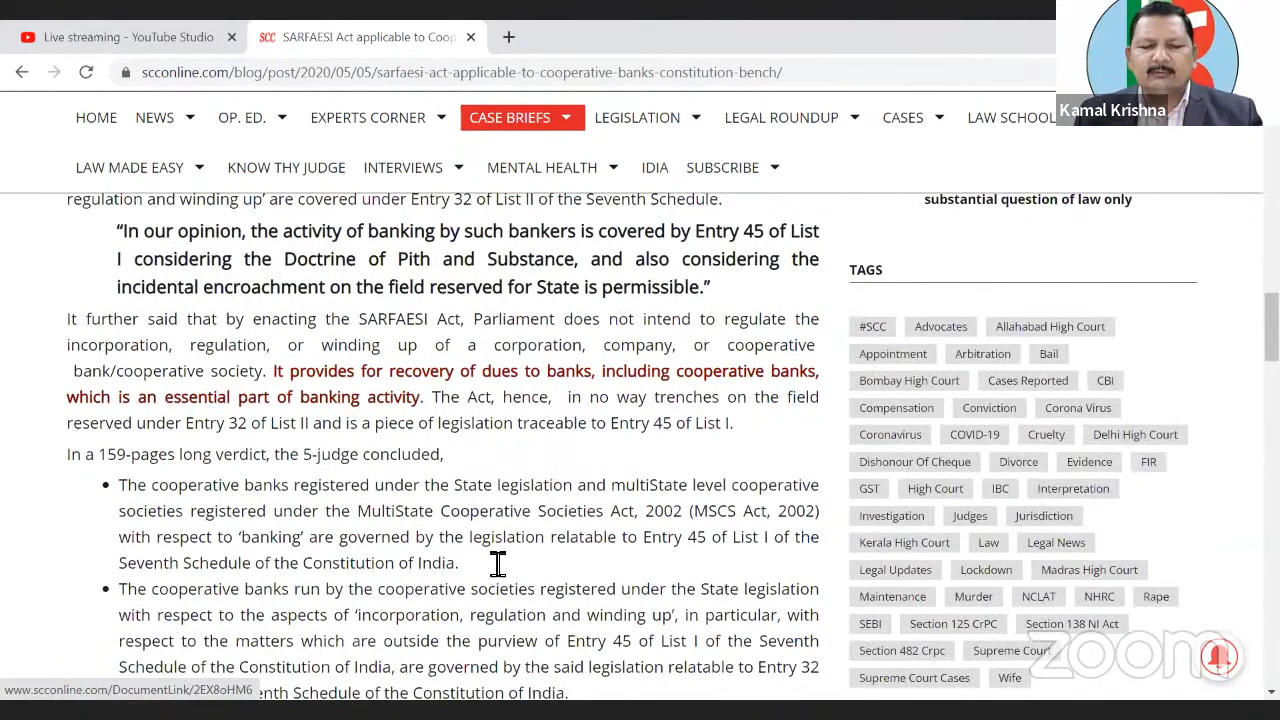 Live streaming - YouTube Studio
SCC SARFAESI Act applicable to Coop
scconline.com/blog/post/2020/05/05/sarfaesi-act-applicable-to-cooperative-banks-constitution-bench/
Kamal Krishna
HOME NEWS OP. ED. EXPERTS CORNER CASE BRIEFS LEGISLATION LEGAL ROUNDUP CASES LAW SCHOOL
LAW MADE EASY KNOW THY JUDGE INTERVIEWS MENTAL HEALTH IDIA SUBSCRIBE
regulation and winding up’ are covered under Entry 32 of List II of the Seventh Schedule.
“In our opinion, the activity of banking by such bankers is covered by Entry 45 of List
I considering the Doctrine of Pith and Substance, and also considering the
incidental encroachment on the field reserved for State is permissible.”
It further said that by enacting the SARFAESI Act, Parliament does not intend to regulate the
incorporation, regulation, or winding up of a corporation, company, or cooperative
bank/cooperative society. It provides for recovery of dues to banks, including cooperative banks,
which is an essential part of banking activity. The Act, hence, in no way trenches on the field
reserved under Entry 32 of List II and is a piece of legislation traceable to Entry 45 of List I.
In a 159-pages long verdict, the 5-judge concluded,
The cooperative banks registered under the State legislation and multiState level cooperative
societies registered under the MultiState Cooperative Societies Act, 2002 (MSCS Act, 2002)
with respect to ‘banking’ are governed by the legislation relatable to Entry 45 of List I of the
Seventh Schedule of the Constitution of India.
The cooperative banks run by the cooperative societies registered under the State legislation
with respect to the aspects of ‘incorporation, regulation and winding up’, in particular, with
respect to the matters which are outside the purview of Entry 45 of List I of the Seventh
Schedule of the Constitution of India, are governed by the said legislation relatable to Entry 32
enth Schedule of the Constitution of India.
www.scconline.com/DocumentLink/2EX8oHM6
substantial question of law only
TAGS
#SCC Advocates Allahabad High Court
Appointment Arbitration Bail
Bombay High Court Cases Reported CBI
Compensation Conviction Corona Virus
Coronavirus COVID-19 Cruelty Delhi High Court
Dishonour Of Cheque Divorce Evidence FIR
GST High Court IBC Interpretation
Investigation Judges Jurisdiction
Kerala High Court Law Legal News
Legal Updates Lockdown Madras High Court
Maintenance Murder NCLAT NHRC Rape
SEBI Section 125 CrPC Section 138 NI Act
Section 482 Crpc Supreme Court
Supreme Court Cases Wife
zoom